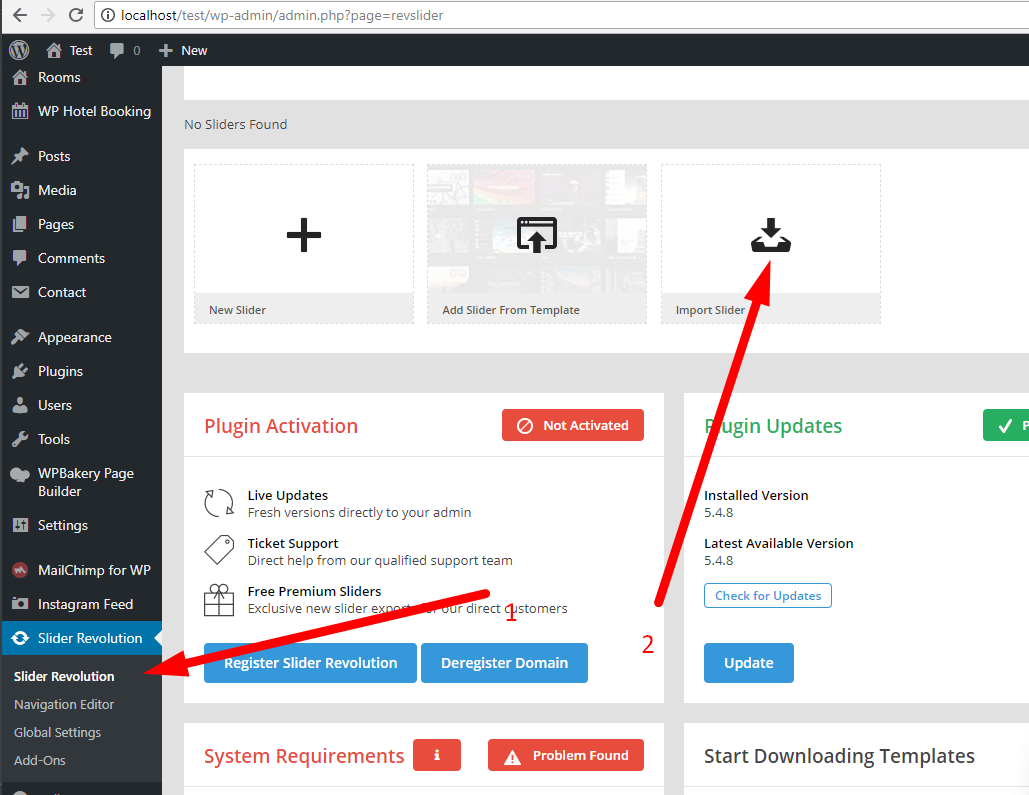 localhost/test/wp-admin/admin.php?page=revslider
Test 0 New
Rooms
WP Hotel Booking
Posts
Media
Pages
Comments
Contact
Appearance
Plugins
Users
Tools
WPBakery Page
Builder
Settings
MailChimp for WP
Instagram Feed
Slider Revolution
Slider Revolution
Navigation Editor
Global Settings
Add-Ons
No Sliders Found
New Slider
Add Slider From Template
Import Slider
Plugin Activation
Not Activated
Live Updates
Fresh versions directly to your admin
Ticket Support
Direct help from our qualified support team
Free Premium Sliders
Exclusive new slider exports for our direct customers
1
Register Slider Revolution
Deregister Domain
Plugin Updates
P
Installed Version
5.4.8
Latest Available Version
5.4.8
Check for Updates
2
Update
System Requirements
Problem Found
Start Downloading Templates